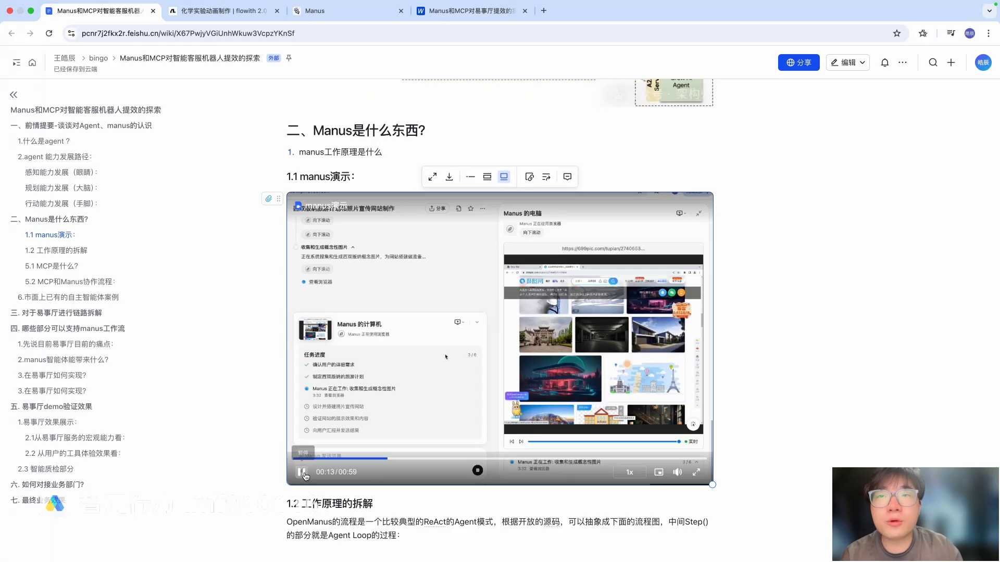 Manus和MCP对智能客服机器人
化学实验动画制作 | flowith 2.0
Manus
Manus和MCP对易事厅提效的探
pcnr7j2fkx2r.feishu.cn/wiki/X67PwjyVGiUnhWkuw3VcpzYKnSf
皓辰
王皓辰
bingo
Manus和MCP对智能客服机器人提效的探索
外部
已经保存到云端
分享
编辑
皓辰
Manus和MCP对智能客服机器人提效的探索
一、前情提要-谈谈对Agent、manus的认识
1.什么是agent？
2.agent 能力发展路径：
感知能力发展（眼睛）：
规划能力发展（大脑）：
行动能力发展（手脚）：
二、Manus是什么东西?
1.1 manus演示：
1.2 工作原理的拆解
5.1 MCP是什么?
5.2 MCP和Manus协作流程：
6.市面上已有的自主智能体案例
三. 对于易事厅进行链路拆解
四. 哪些部分可以支持manus工作流
1.先说目前易事厅目前的痛点：
2.manus智能体能带来什么?
3.在易事厅如何实现?
3.在易事厅如何实现?
五. 易事厅demo验证效果
1.易事厅效果展示：
2.1从易事厅服务的宏观能力看：
2.2 从用户的工具体验效果看：
2.3 智能质检部分
六. 如何对接业务部门?
七. 最终业务效果
Agent
二、Manus是什么东西?
1. manus工作原理是什么
1.1 manus演示：
manus演示
西双版纳旅游计划和照片宣传网站制作
分享
向下滚动
向下滚动
收集和生成概念性图片
正在系统搜集和生成西双版纳概念图片，为网站搭建做准备...
向下滚动
查看浏览器
Manus 的计算机
Manus 正在使用浏览器
任务进度
3 / 6
确认用户的详细需求
制定西双版纳的旅游计划
Manus 正在工作: 收集和生成概念性图片
3:32 查看浏览器
设计并搭建照片宣传网站
验证网站的展示效果和内容
向用户汇报并发送结果
暂停
00:13/00:59
Manus 的电脑
Manus 正在使用浏览器
向下滚动
https://699pic.com/tupian/2740653...
摄图网
实时
Manus 正在工作: 收集和生成概念性图片
3 / 6
3:32 查看浏览器
1x
1.2 工作原理的拆解
OpenManus的流程是一个比较典型的ReAct的Agent模式，根据开放的源码，可以抽象成下面的流程图，中间Step()
的部分就是Agent Loop的过程：